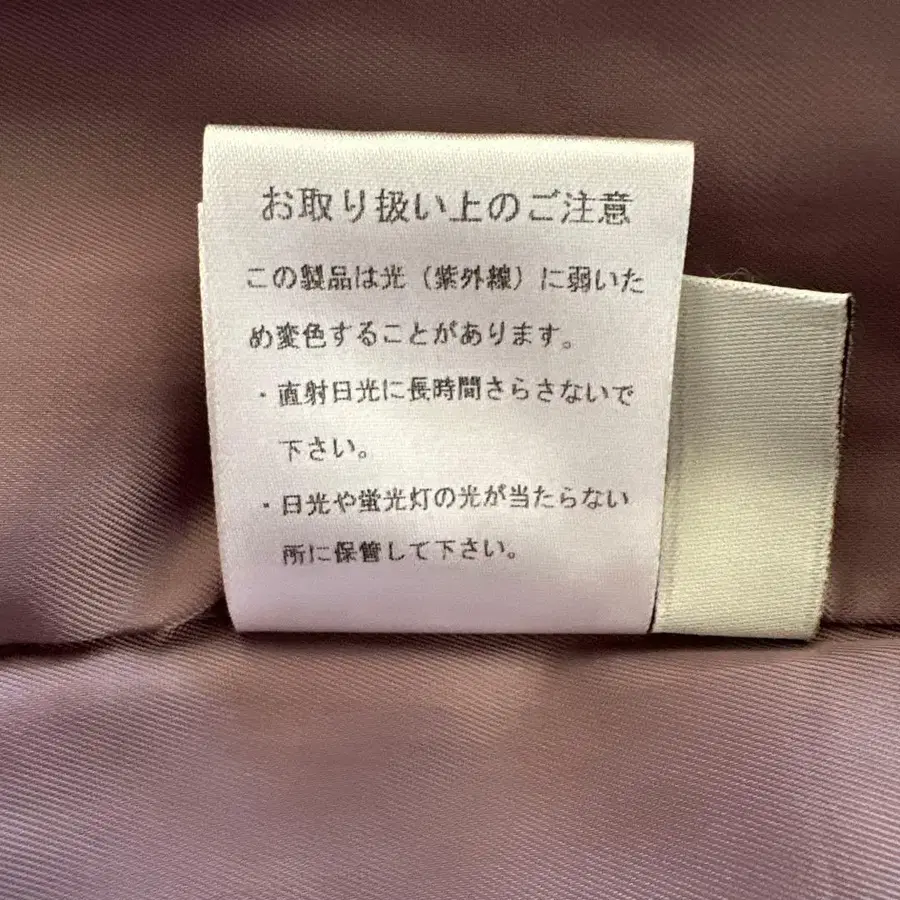 お取り扱い上のご注意
この製品は光（紫外線）に弱いた
め変色することがあります。
・直射日光に長時間さらさないで
下さい。
・日光や蛍光灯の光が当たらない
所に保管して下さい。